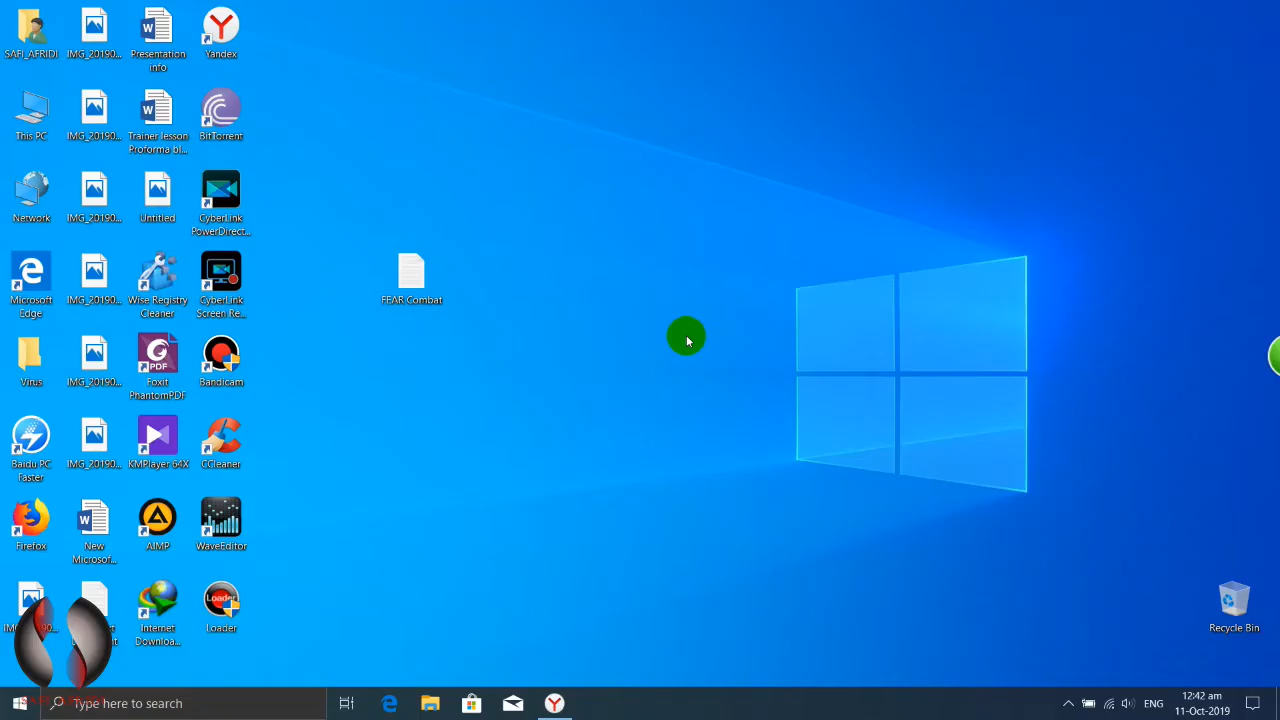 SAFI_AFRIDI
IMG_20190...
Presentation
info
Yandex
This PC
IMG_20190...
Trainer lesson
Proforma bl...
BitTorrent
Network
IMG_20190...
Untitled
CyberLink
PowerDirect...
Microsoft
Edge
IMG_20190...
Wise Registry
Cleaner
CyberLink
Screen Re...
FEAR Combat
Virus
IMG_20190...
PDF
Foxit
PhantomPDF
Bandicam
Baidu PC
Faster
IMG_20190...
KMPlayer 64X
CCleaner
Firefox
New
Microsof...
AIMP
WaveEditor
Internet
Downloa...
Loader
Loader
Recycle Bin
Type here to search
ENG
12:42 am
11-Oct-2019